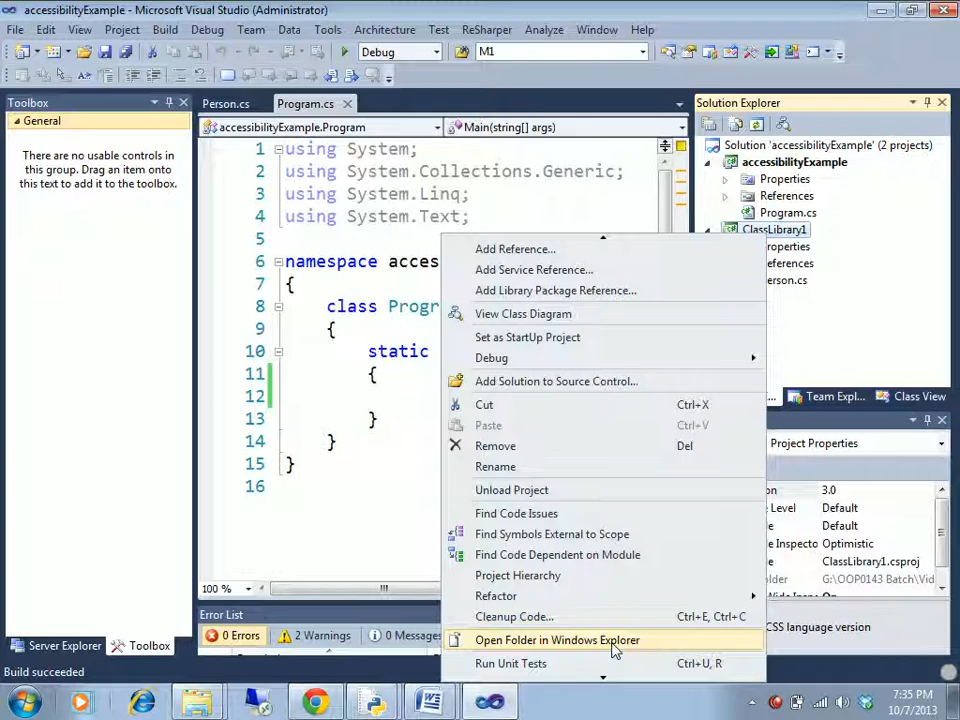 accessibilityExample - Microsoft Visual Studio (Administrator)
File Edit View Project Build Debug Team Data Tools Architecture Test ReSharper Analyze Window Help
Debug M1
Toolbox
General
There are no usable controls in
this group. Drag an item onto
this text to add it to the toolbox.
Server Explorer Toolbox
Person.cs Program.cs
accessibilityExample.Program Main(string[] args)
1 using System;
2 using System.Collections.Generic;
3 using System.Linq;
4 using System.Text;
5
6 namespace acces
7 {
8 class Progr
9 {
10 static
11 {
12
13 }
14 }
15 }
16
100 %
Error List
0 Errors 2 Warnings 0 Messages
Add Reference...
Add Service Reference...
Add Library Package Reference...
View Class Diagram
Set as StartUp Project
Debug
Add Solution to Source Control...
Cut Ctrl+X
Paste Ctrl+V
Remove Del
Rename
Unload Project
Find Code Issues
Find Symbols External to Scope
Find Code Dependent on Module
Project Hierarchy
Refactor
Cleanup Code... Ctrl+E, Ctrl+C
Open Folder in Windows Explorer
Run Unit Tests Ctrl+U, R
Solution Explorer
Solution 'accessibilityExample' (2 projects)
accessibilityExample
Properties
References
Program.cs
ClassLibrary1
roperties
eferences
erson.cs
... Team Expl... Class View
Project Properties
on 3.0
e Level Default
de Default
de Inspectio Optimistic
e ClassLibrary1.csproj
older G:\OOP0143 Batch\Vid
CSS language version
Build succeeded
7:35 PM
10/7/2013